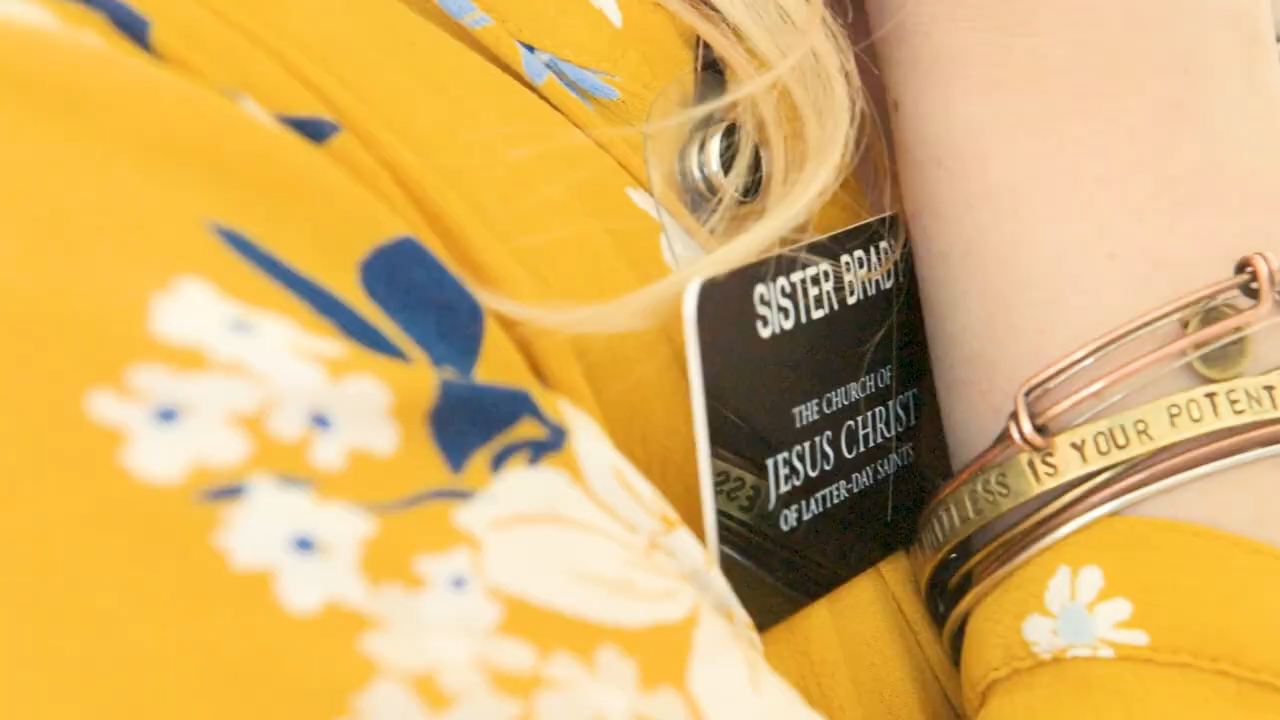 SISTER BRADY
THE CHURCH OF
JESUS CHRIST
OF LATTER-DAY SAINTS
IS YOUR POTENT